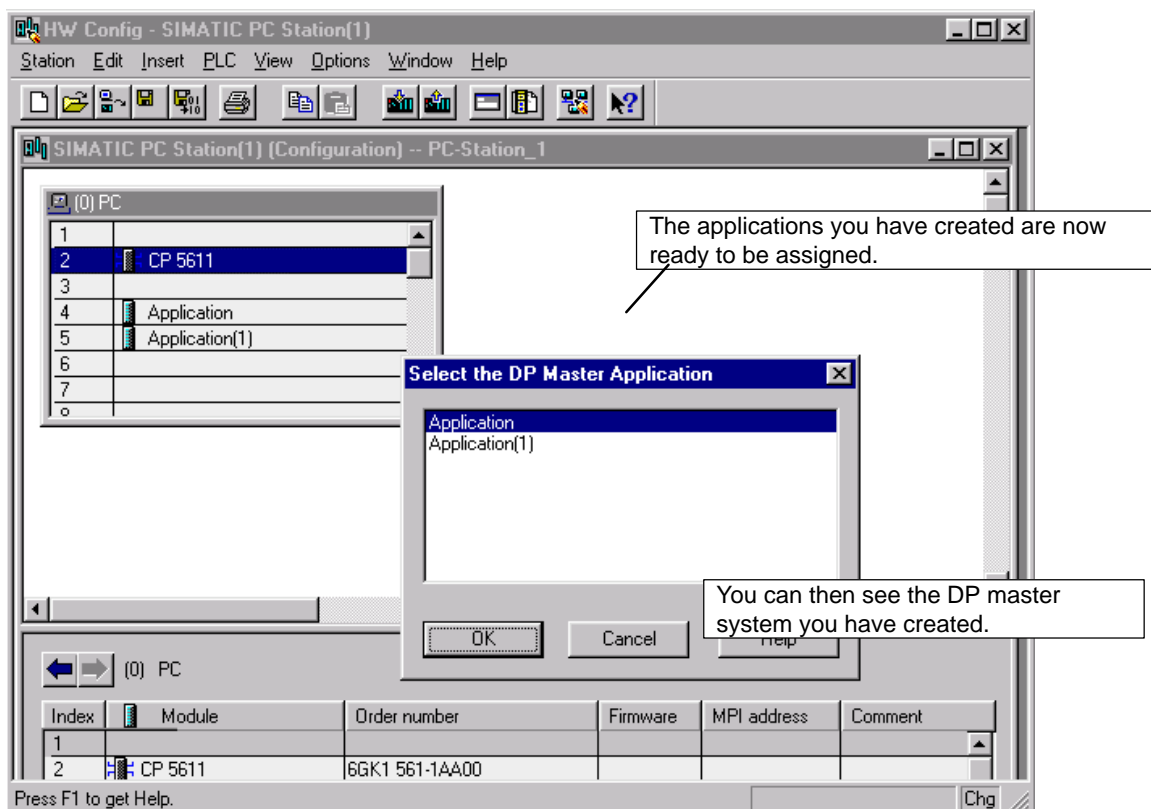 HW Config - SIMATIC PC Station(1)
Station Edit Insert PLC View Options Window Help
SIMATIC PC Station(1) (Configuration) -- PC-Station_1
(0) PC
1
2 CP 5611
3
4 Application
5 Application(1)
6
7
The applications you have created are now
ready to be assigned.
Select the DP Master Application
Application
Application(1)
You can then see the DP master
system you have created.
OK Cancel Help
(0) PC
Index Module Order number Firmware MPI address Comment
1
2 CP 5611 6GK1 561-1AA00
Press F1 to get Help. Chg